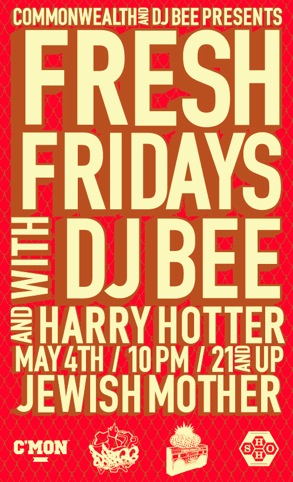 COMMONWEALTH AND DJ BEE PRESENTS
FRESH
FRIDAYS
WITH DJ BEE
AND HARRY HOTTER
MAY 4TH / 10 PM / 21 AND UP
JEWISH MOTHER
C'MON
SHO